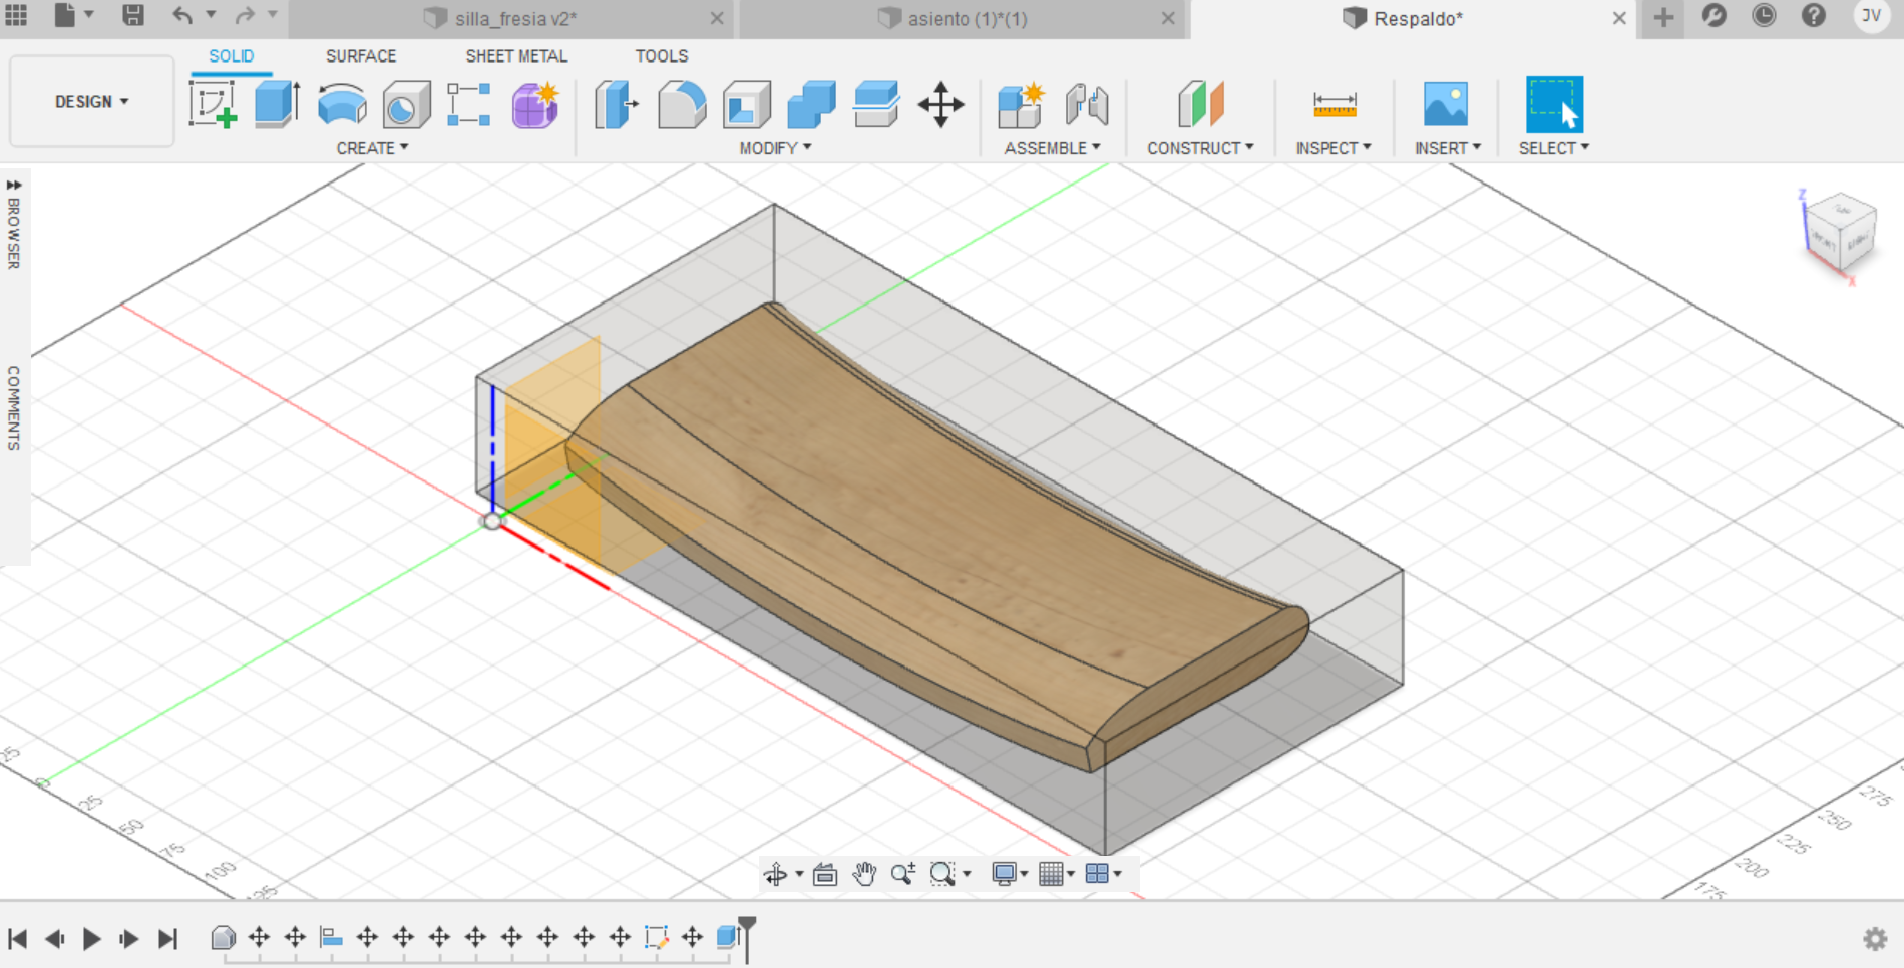 silla_fresia v2*
asiento (1)*(1)
Respaldo*
JV
SOLID
SURFACE
SHEET METAL
TOOLS
DESIGN
CREATE
MODIFY
ASSEMBLE
CONSTRUCT
INSPECT
INSERT
SELECT
BROWSER
COMMENTS
Z
X
0
25
50
75
100
125
275
250
225
200
175